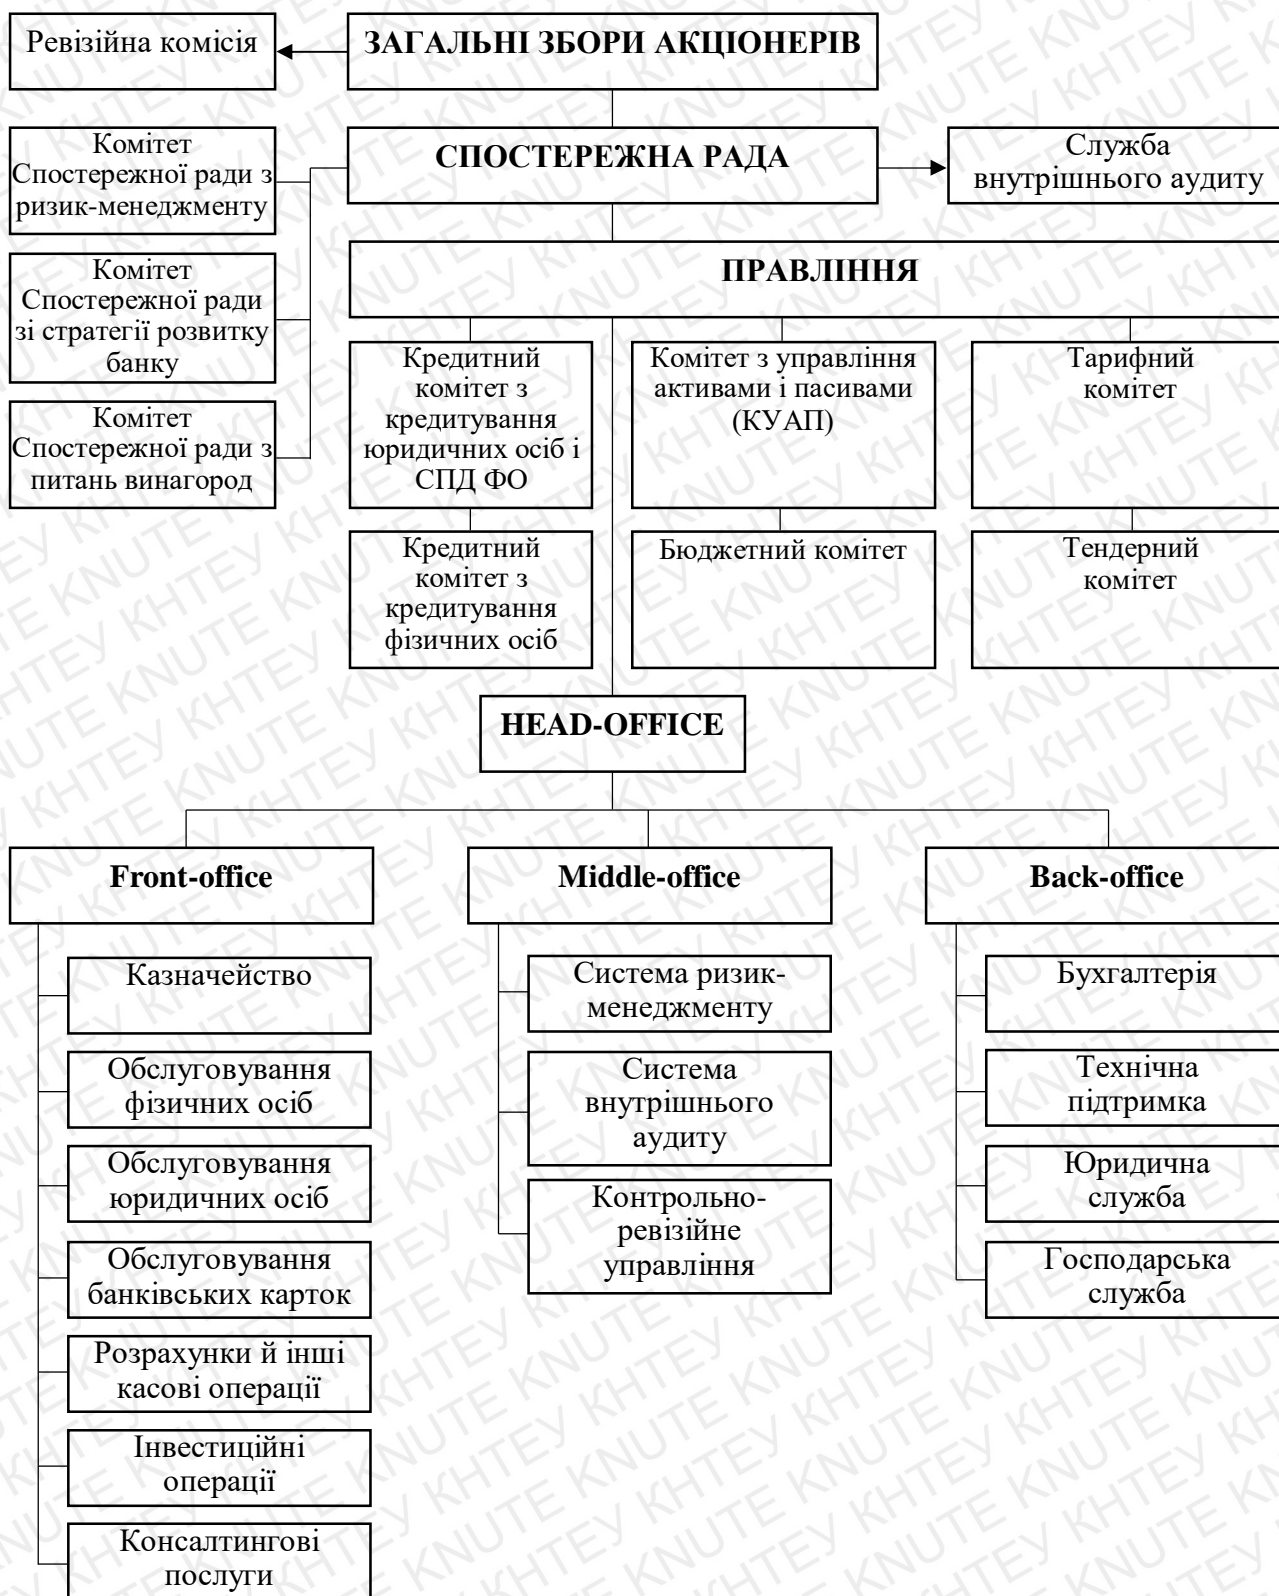 Ревізійна комісія
ЗАГАЛЬНІ ЗБОРИ АКЦІОНЕРІВ
Комітет
Спостережної ради з
ризик-менеджменту
СПОСТЕРЕЖНА РАДА
Служба
внутрішнього аудиту
Комітет
Спостережної ради
зі стратегії розвитку
банку
Комітет
Спостережної ради з
питань винагород
ПРАВЛІННЯ
Кредитний
комітет з
кредитування
юридичних осіб і
СПД ФО
Комітет з управління
активами і пасивами
(КУАП)
Тарифний
комітет
Кредитний
комітет з
кредитування
фізичних осіб
Бюджетний комітет
Тендерний
комітет
HEAD-OFFICE
Front-office
Казначейство
Обслуговування
фізичних осіб
Обслуговування
юридичних осіб
Обслуговування
банківських карток
Розрахунки й інші
касові операції
Інвестиційні
операції
Консалтингові
послуги
Middle-office
Система ризик-
менеджменту
Система
внутрішнього
аудиту
Контрольно-
ревізійне
управління
Back-office
Бухгалтерія
Технічна
підтримка
Юридична
служба
Господарська
служба